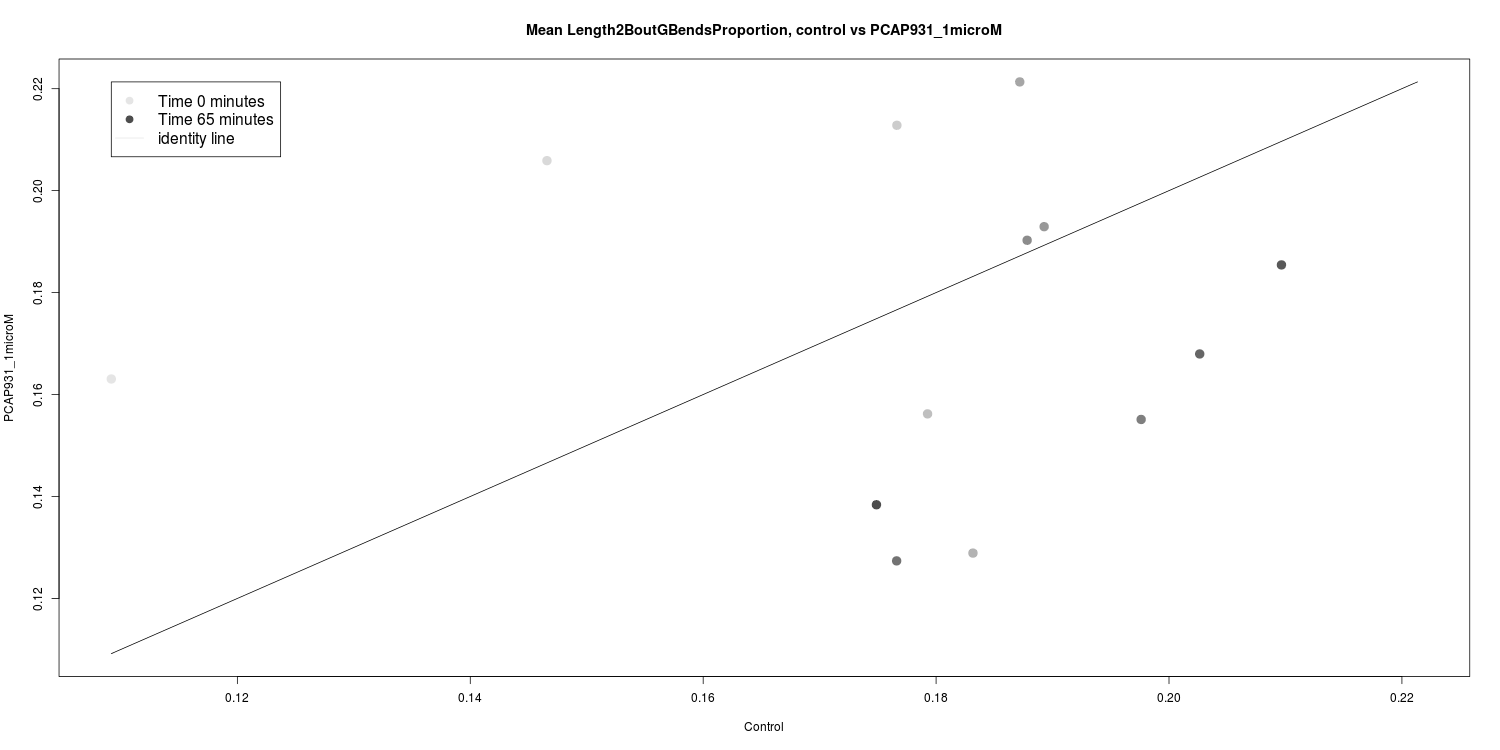 Mean Length2BoutGBendsProportion, control vs PCAP931_1microM
Time 0 minutes
Time 65 minutes
identity line
PCAP931_1microM
0.22
0.20
0.18
0.16
0.14
0.12
0.12 0.14 0.16 0.18 0.20 0.22
Control